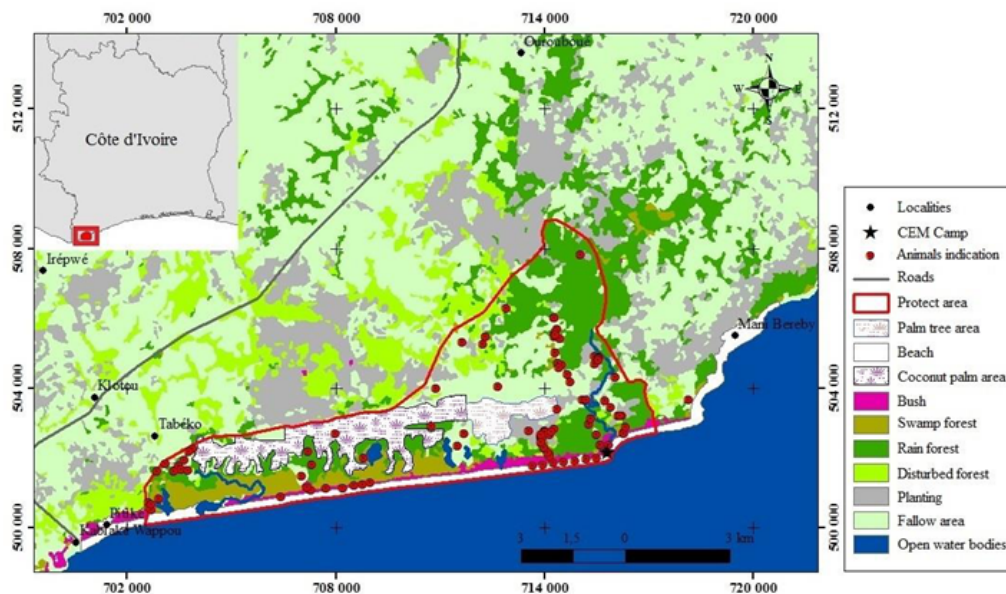 702 000
708 000
714 000
720 000
Côte d'Ivoire
Ourouboué
N
W
E
S
512 000
512 000
Irépwé
508 000
508 000
Mani Bereby
Klotou
504 000
504 000
Tabéko
Kablaké Wappou
500 000
500 000
3
1,5
0
3 km
702 000
708 000
714 000
720 000
Localities
CEM Camp
Animals indication
Roads
Protect area
Palm tree area
Beach
Coconut palm area
Bush
Swamp forest
Rain forest
Disturbed forest
Planting
Fallow area
Open water bodies